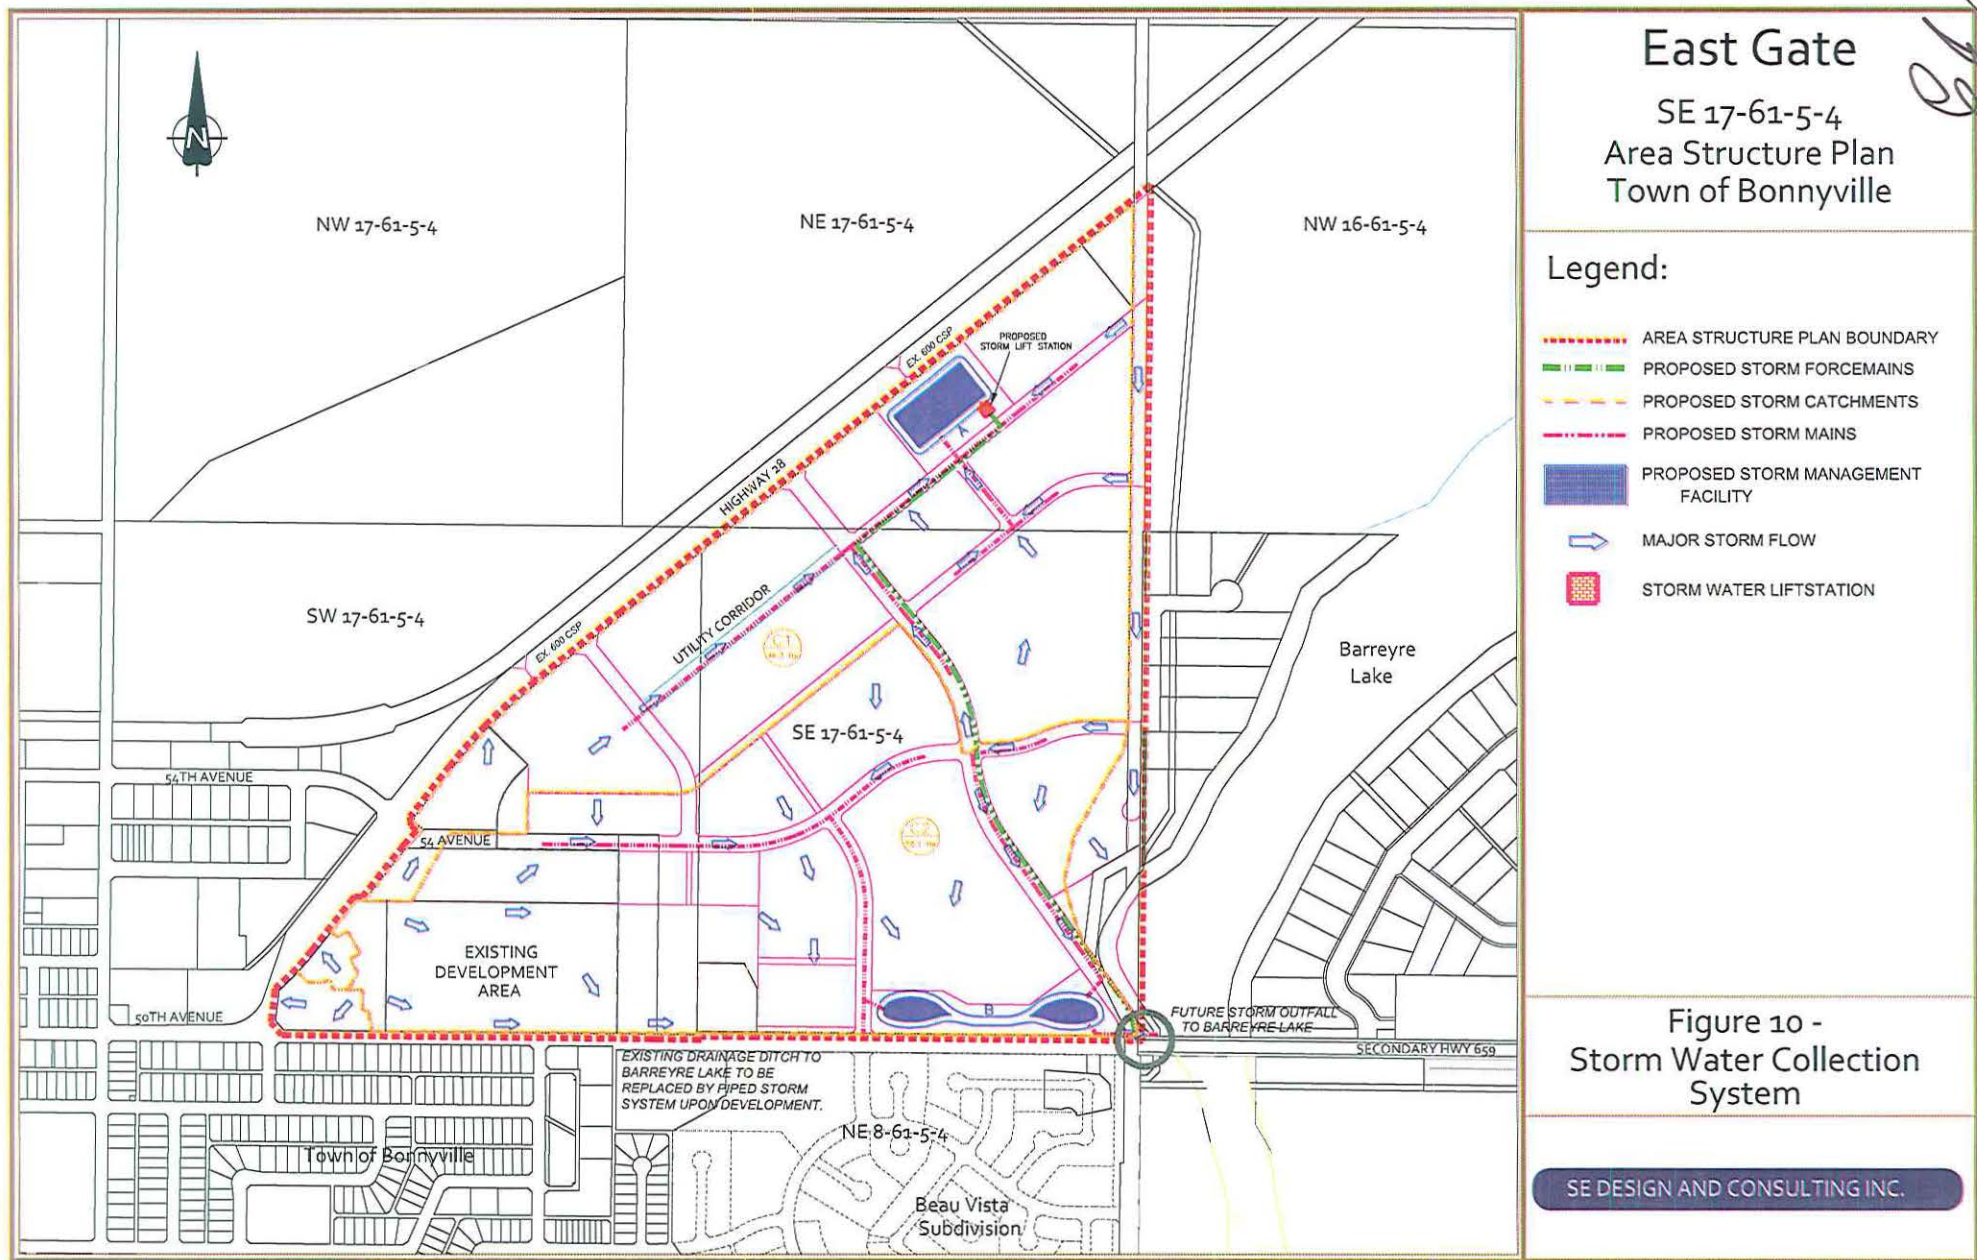 East Gate
SE 17-61-5-4
Area Structure Plan
Town of Bonnyville
Legend:
AREA STRUCTURE PLAN BOUNDARY
PROPOSED STORM FORCEMAINS
PROPOSED STORM CATCHMENTS
PROPOSED STORM MAINS
PROPOSED STORM MANAGEMENT
FACILITY
MAJOR STORM FLOW
STORM WATER LIFTSTATION
Figure 10 -
Storm Water Collection
System
SE DESIGN AND CONSULTING INC.
N
NW 17-61-5-4
NE 17-61-5-4
NW 16-61-5-4
EX. 600 CSP
PROPOSED
STORM LIFT STATION
A
HIGHWAY 28
SW 17-61-5-4
EX. 600 CSP
UTILITY CORRIDOR
C1
Barreyre
Lake
SE 17-61-5-4
54TH AVENUE
54 AVENUE
C2
EXISTING
DEVELOPMENT
AREA
50TH AVENUE
B
FUTURE STORM OUTFALL
TO BARREYRE LAKE
SECONDARY HWY 659
EXISTING DRAINAGE DITCH TO
BARREYRE LAKE TO BE
REPLACED BY PIPED STORM
SYSTEM UPON DEVELOPMENT.
NE 8-61-5-4
Town of Bonnyville
Beau Vista
Subdivision